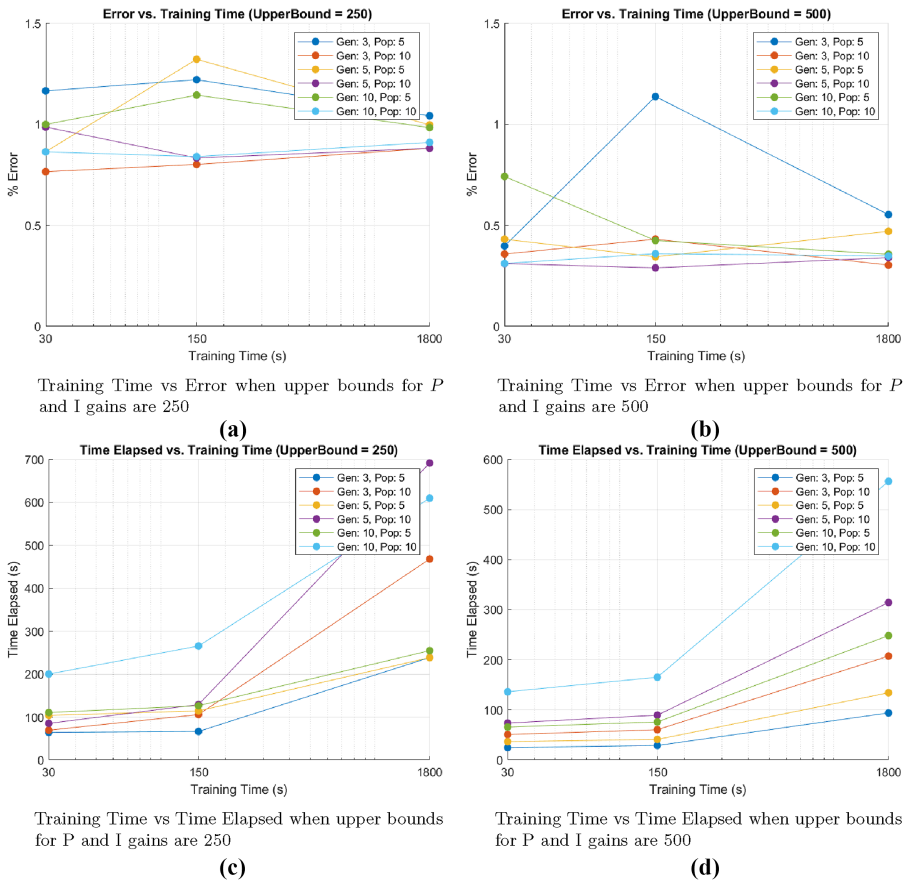 Error vs. Training Time (UpperBound = 250)
1.5
1
0.5
0
% Error
Gen: 3, Pop: 5
Gen: 3, Pop: 10
Gen: 5, Pop: 5
Gen: 5, Pop: 10
Gen: 10, Pop: 5
Gen: 10, Pop: 10
30
150
1800
Training Time (s)
Training Time vs Error when upper bounds for P
and I gains are 250
(a)
Error vs. Training Time (UpperBound = 500)
1.5
1
0.5
0
% Error
Gen: 3, Pop: 5
Gen: 3, Pop: 10
Gen: 5, Pop: 5
Gen: 5, Pop: 10
Gen: 10, Pop: 5
Gen: 10, Pop: 10
30
150
1800
Training Time (s)
Training Time vs Error when upper bounds for P
and I gains are 500
(b)
Time Elapsed vs. Training Time (UpperBound = 250)
700
600
500
400
300
200
100
0
Time Elapsed (s)
Gen: 3, Pop: 5
Gen: 3, Pop: 10
Gen: 5, Pop: 5
Gen: 5, Pop: 10
Gen: 10, Pop: 5
Gen: 10, Pop: 10
30
150
1800
Training Time (s)
Training Time vs Time Elapsed when upper bounds
for P and I gains are 250
(c)
Time Elapsed vs. Training Time (UpperBound = 500)
600
500
400
300
200
100
0
Time Elapsed (s)
Gen: 3, Pop: 5
Gen: 3, Pop: 10
Gen: 5, Pop: 5
Gen: 5, Pop: 10
Gen: 10, Pop: 5
Gen: 10, Pop: 10
30
150
1800
Training Time (s)
Training Time vs Time Elapsed when upper bounds
for P and I gains are 500
(d)